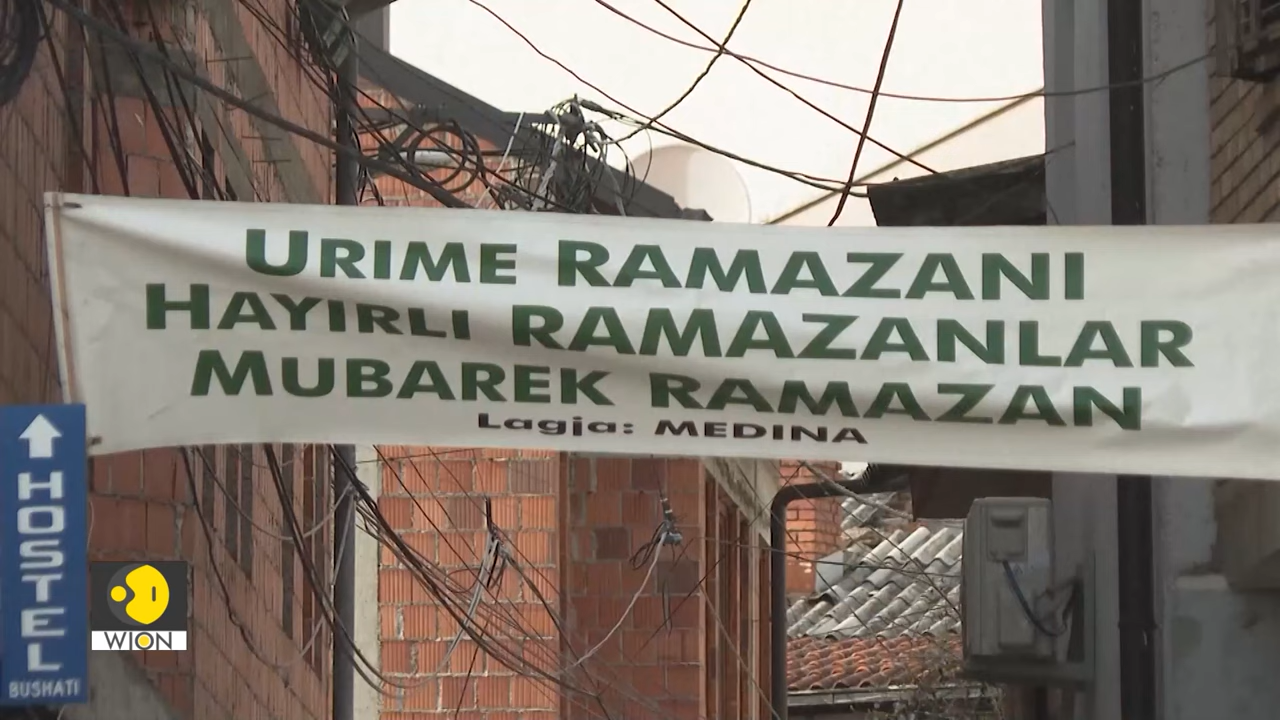 URIME RAMAZANI
HAYIRLI RAMAZANLAR
MUBAREK RAMAZAN
Lagja: MEDINA
HOSTEL
BUSHATI
WION